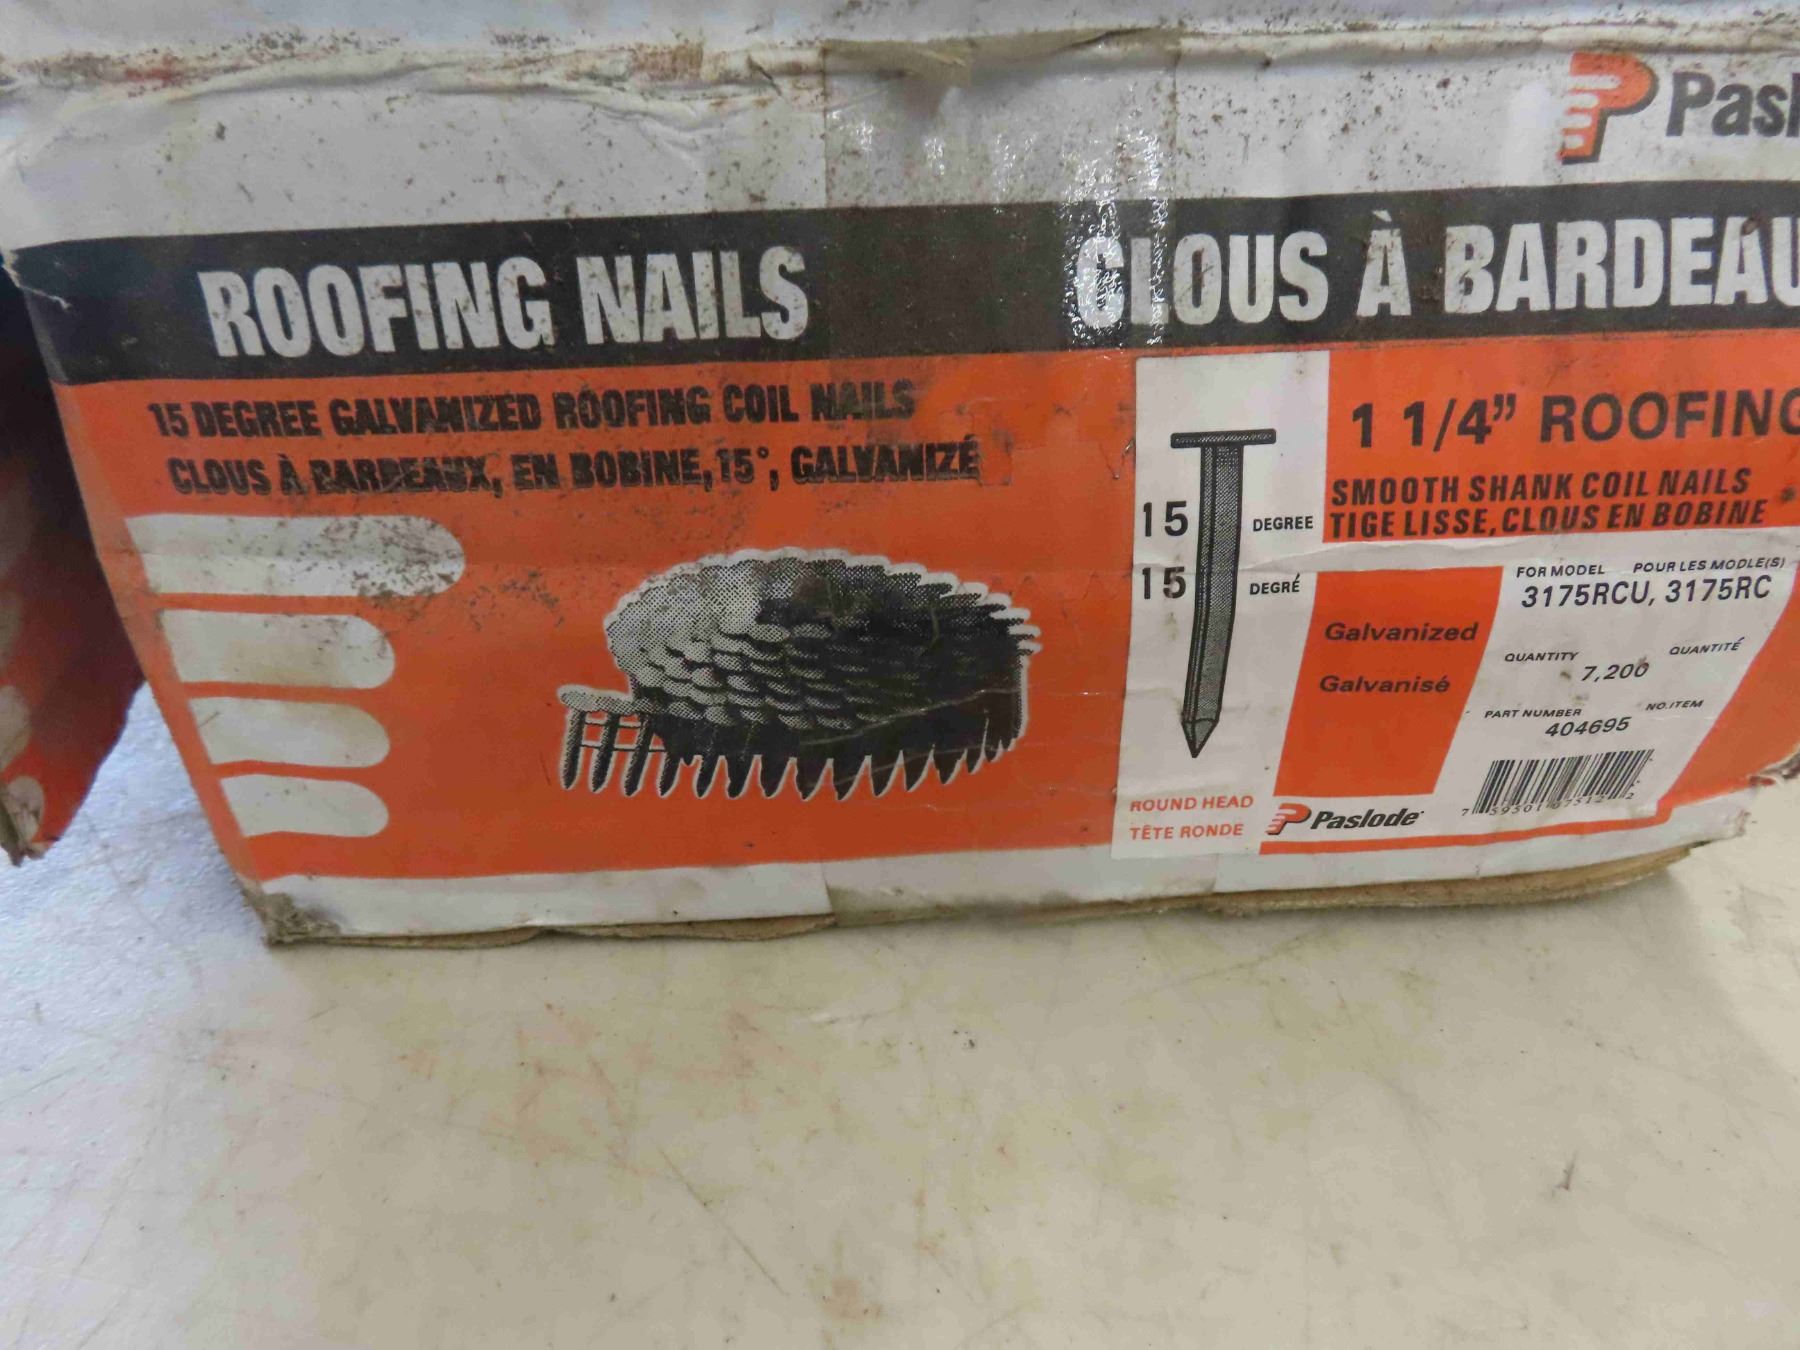 Pasl
ROOFING NAILS
CLOUS À BARDEAU
15 DEGREE GALVANIZED ROOFING COIL NAILS
CLOUS À BARDEAUX, EN BOBINE, 15°, GALVANIZÉ
1 1/4” ROOFING
SMOOTH SHANK COIL NAILS
TIGE LISSE, CLOUS EN BOBINE
15 DEGREE
15 DEGRÉ
ROUND HEAD
TÊTE RONDE
Galvanized
Galvanisé
Paslode
FOR MODEL POUR LES MODLE(S)
3175RCU, 3175RC
QUANTITY QUANTITÉ
7,200
PART NUMBER NO.ITEM
404695